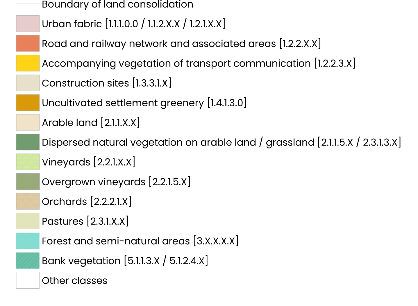 Boundary of land consolidation
Urban fabric [1.1.1.0.0 / 1.1.2.X.X / 1.2.1.X.X]
Road and railway network and associated areas [1.2.2.X.X]
Accompanying vegetation of transport communication [1.2.2.3.X]
Construction sites [1.3.3.1.X]
Uncultivated settlement greenery [1.4.1.3.0]
Arable land [2.1.1.X.X]
Dispersed natural vegetation on arable land / grassland [2.1.1.5.X / 2.3.1.3.X]
Vineyards [2.2.1.X.X]
Overgrown vineyards [2.2.1.5.X]
Orchards [2.2.2.1.X]
Pastures [2.3.1.X.X]
Forest and semi-natural areas [3.X.X.X.X]
Bank vegetation [5.1.1.3.X / 5.1.2.4.X]
Other classes